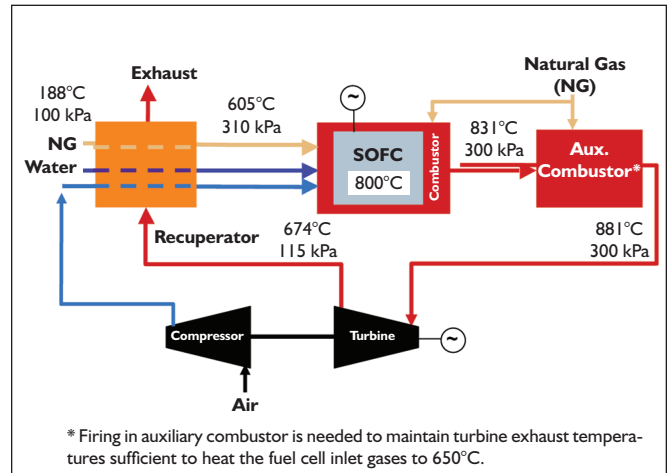 Exhaust
188°C
100 kPa
NG
Water
605°C
310 kPa
~
SOFC
800°C
Combustor
Natural Gas
(NG)
831°C
300 kPa
Aux.
Combustor*
881°C
300 kPa
Recuperator
674°C
115 kPa
Compressor
Turbine
~
Air
* Firing in auxiliary combustor is needed to maintain turbine exhaust tempera-
tures sufficient to heat the fuel cell inlet gases to 650°C.